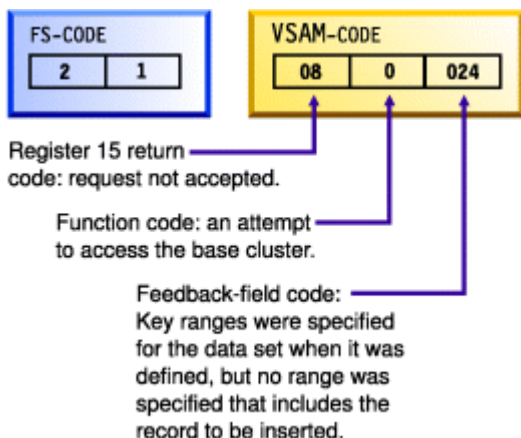 FS-CODE
2 1
VSAM-CODE
08 0 024
Register 15 return
code: request not accepted.
Function code: an attempt
to access the base cluster.
Feedback-field code:
Key ranges were specified
for the data set when it was
defined, but no range was
specified that includes the
record to be inserted.